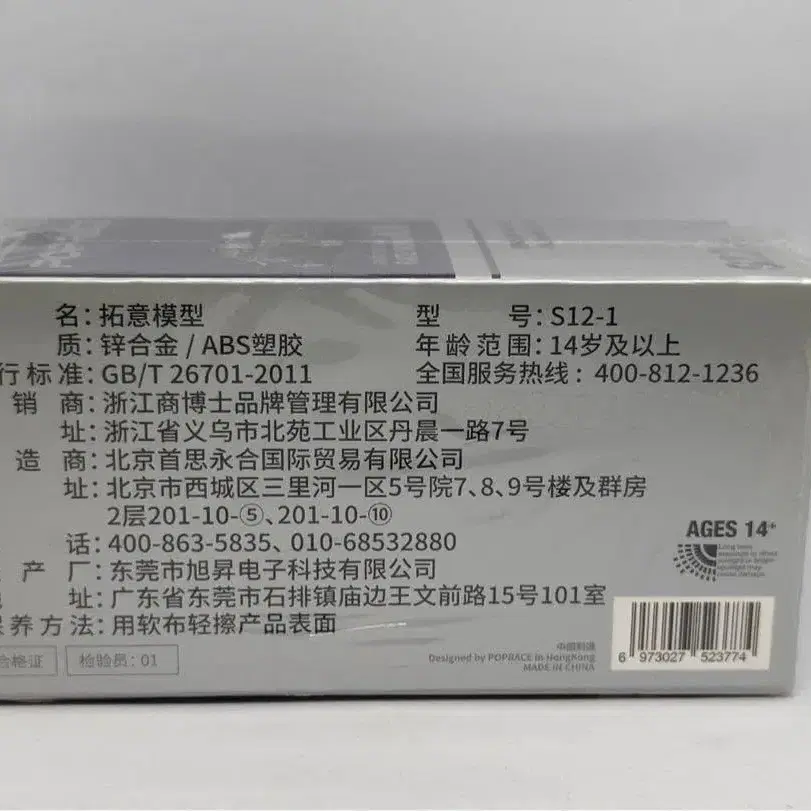 名：拓意模型 型 号：S12-1
质：锌合金 / ABS塑胶 年龄范围：14岁及以上
行标准：GB/T 26701-2011 全国服务热线：400-812-1236
销 商：浙江商博士品牌管理有限公司
址：浙江省义乌市北苑工业区丹晨一路7号
造 商：北京首思永合国际贸易有限公司
址：北京市西城区三里河一区5号院7、8、9号楼及群房
2层201-10-⑤、201-10-⑩
话：400-863-5835、010-68532880
产 厂：东莞市旭昇电子科技有限公司
址：广东省东莞市石排镇庙边王文前路15号101室
养方法：用软布轻擦产品表面
合格证 检验员：01
AGES 14+
中国制造
Designed by POPRACE in HongKong
MADE IN CHINA
6 973027 523774